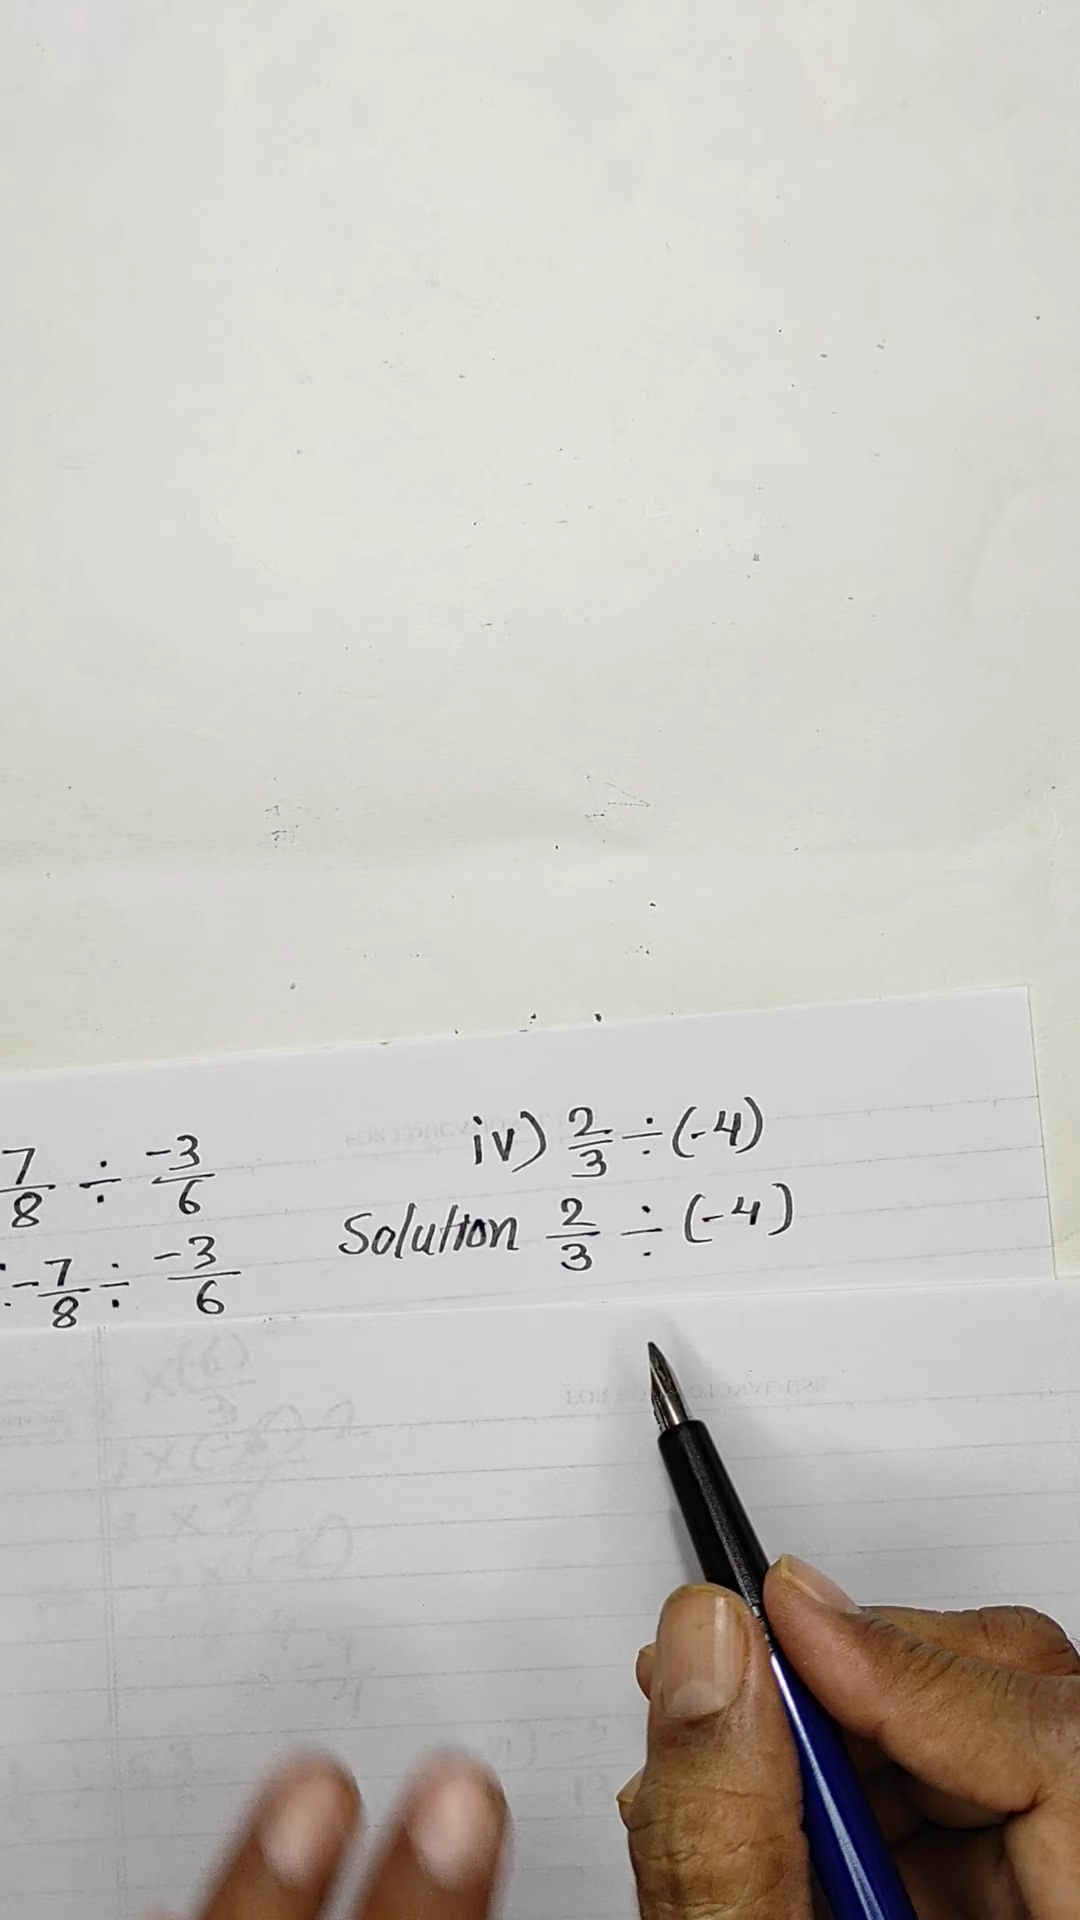 7/8 ÷ -3/6
÷ -7/8 ÷ -3/6
iv) 2/3 ÷ (-4)
Solution 2/3 ÷ (-4)